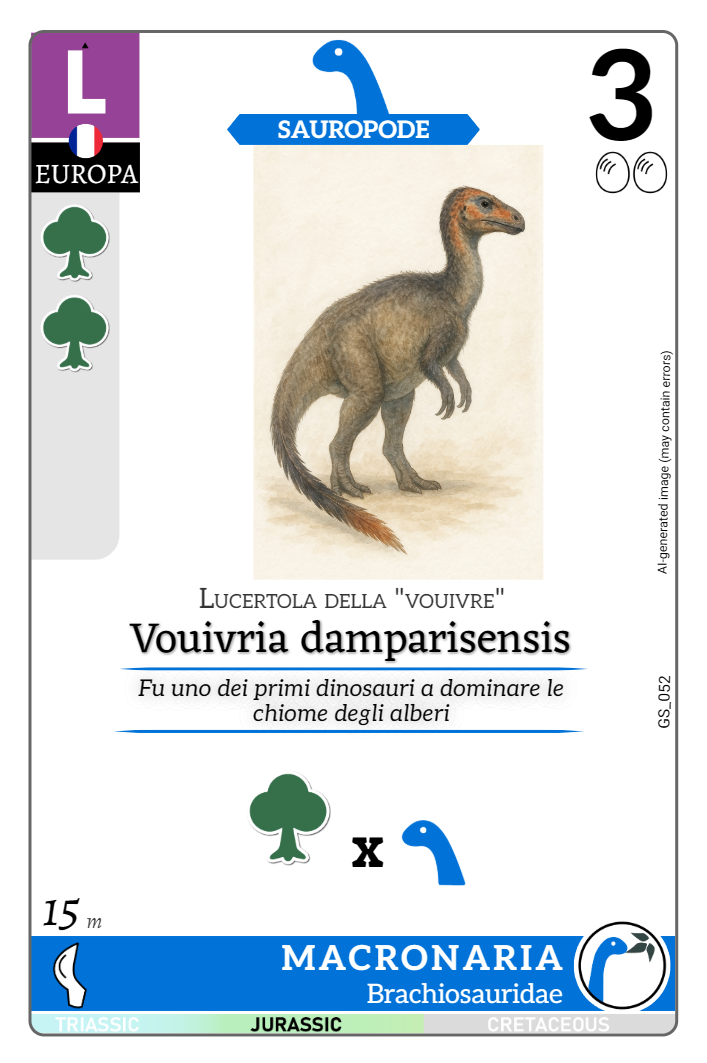 L
3
SAUROPODE
EUROPA
AI-generated image (may contain errors)
LUCERTOLA DELLA "VOUIVRE"
Vouivria damparisensis
Fu uno dei primi dinosauri a dominare le
chiome degli alberi
GS_052
x
15 m
MACRONARIA
Brachiosauridae
TRIASSIC JURASSIC CRETACEOUS